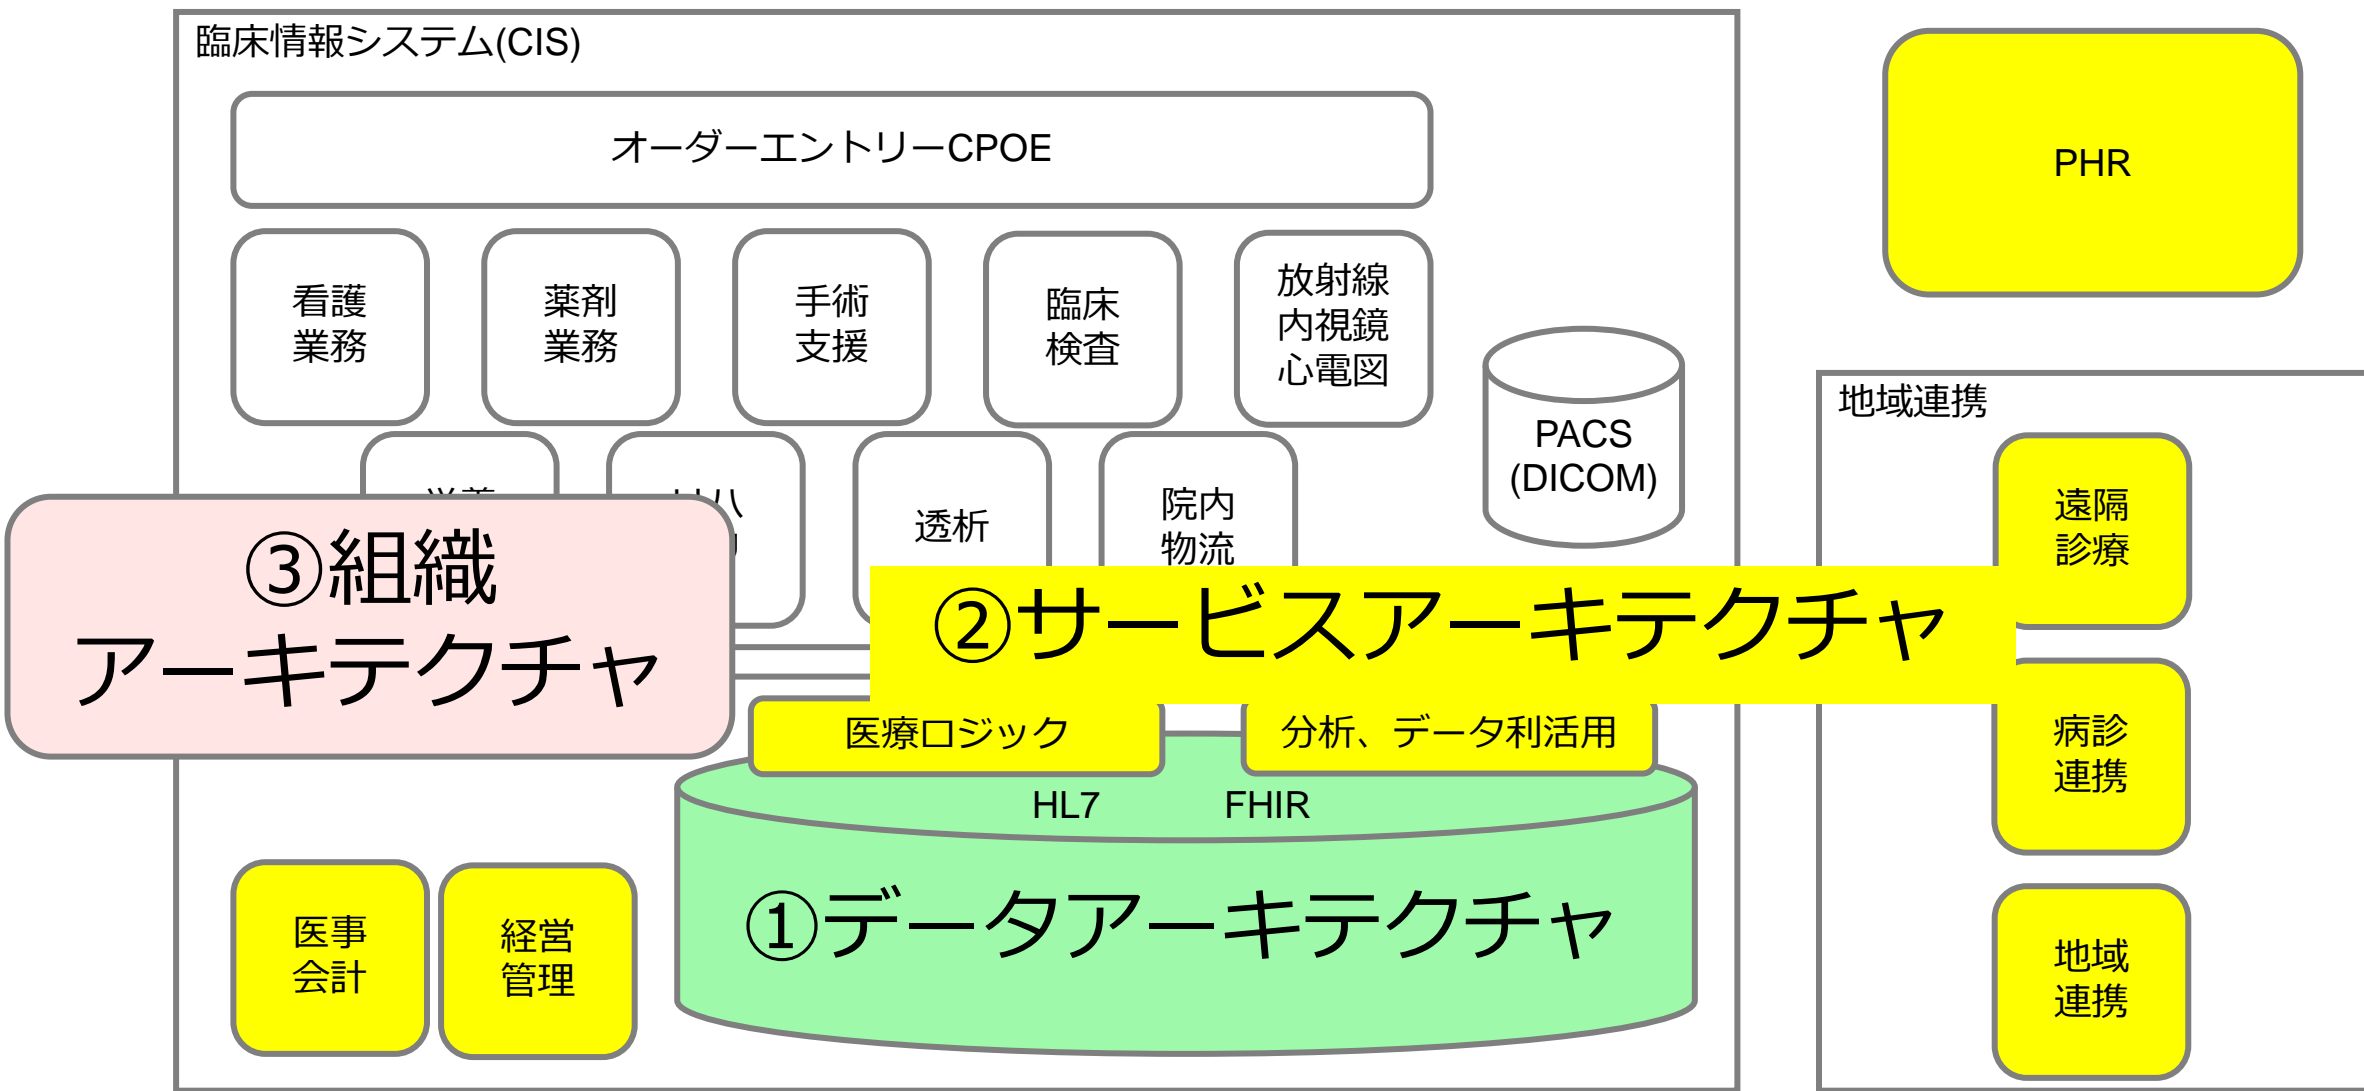 臨床情報システム(CIS)
オーダーエントリーCPOE
PHR
看護
業務
薬剤
業務
手術
支援
臨床
検査
放射線
内視鏡
心電図
PACS
(DICOM)
地域連携
透析
院内
物流
遠隔
診療
③組織
アーキテクチャ
②サービスアーキテクチャ
医療ロジック
分析、データ利活用
病診
連携
HL7
FHIR
①データアーキテクチャ
医事
会計
経営
管理
地域
連携